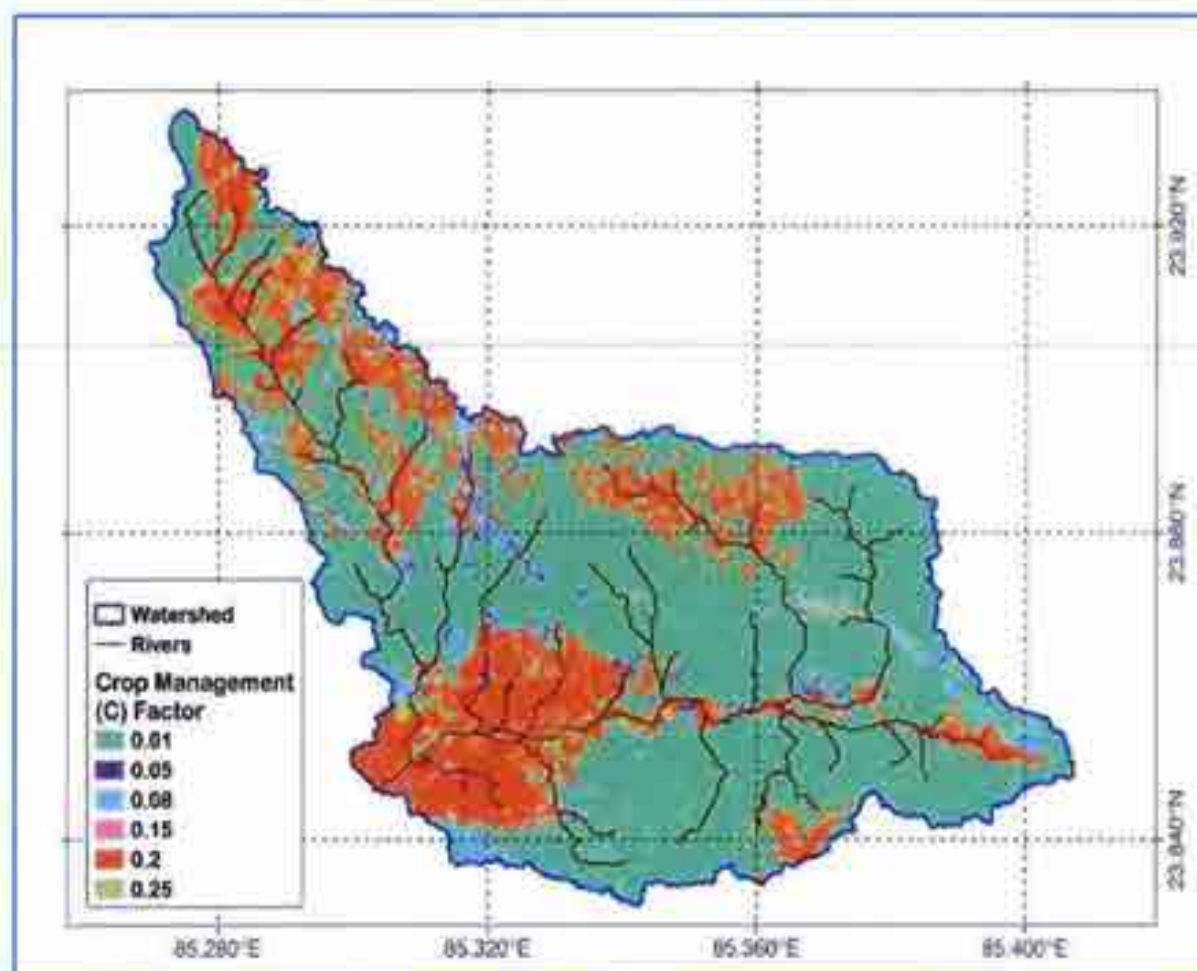 23.920°N
23.880°N
23.840°N
Watershed
Rivers
Crop Management
(C) Factor
0.01
0.05
0.08
0.15
0.2
0.25
85.280°E
85.320°E
85.360°E
85.400°E